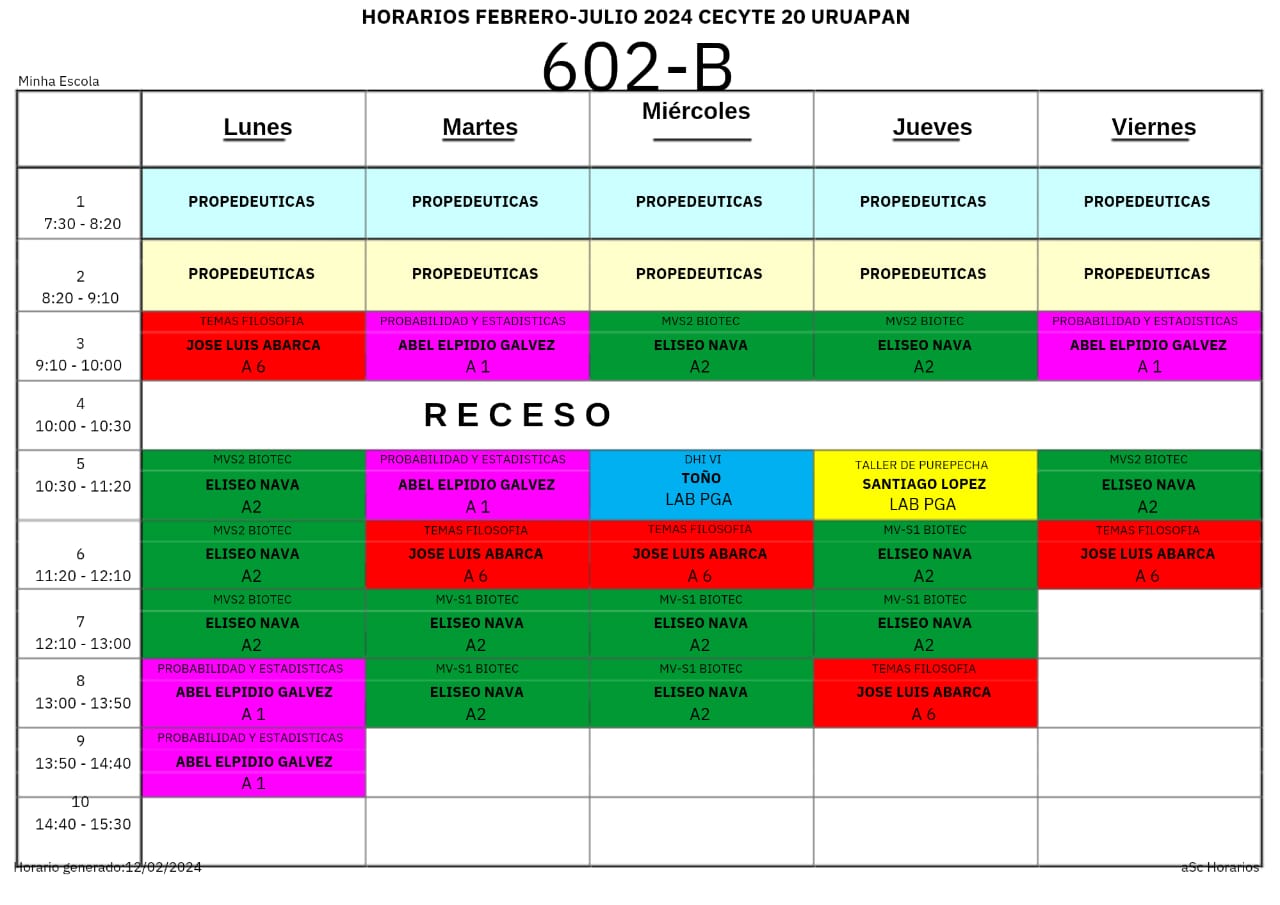 HORARIOS FEBRERO-JULIO 2024 CECYTE 20 URUAPAN
602-B
Minha Escola
Lunes Martes Miércoles Jueves Viernes
1
7:30 - 8:20
PROPEDEUTICAS PROPEDEUTICAS PROPEDEUTICAS PROPEDEUTICAS PROPEDEUTICAS
2
8:20 - 9:10
PROPEDEUTICAS PROPEDEUTICAS PROPEDEUTICAS PROPEDEUTICAS PROPEDEUTICAS
3
9:10 - 10:00
TEMAS FILOSOFIA PROBABILIDAD Y ESTADISTICAS MVS2 BIOTEC MVS2 BIOTEC PROBABILIDAD Y ESTADISTICAS
JOSE LUIS ABARCA ABEL ELPIDIO GALVEZ ELISEO NAVA ELISEO NAVA ABEL ELPIDIO GALVEZ
A 6 A 1 A2 A2 A 1
4
10:00 - 10:30
RECESO
5
10:30 - 11:20
MVS2 BIOTEC PROBABILIDAD Y ESTADISTICAS DHI VI TALLER DE PUREPECHA MVS2 BIOTEC
ELISEO NAVA ABEL ELPIDIO GALVEZ TOÑO SANTIAGO LOPEZ ELISEO NAVA
A2 A 1 LAB PGA LAB PGA A2
6
11:20 - 12:10
MVS2 BIOTEC TEMAS FILOSOFIA TEMAS FILOSOFIA MV-S1 BIOTEC TEMAS FILOSOFIA
ELISEO NAVA JOSE LUIS ABARCA JOSE LUIS ABARCA ELISEO NAVA JOSE LUIS ABARCA
A2 A 6 A 6 A2 A 6
7
12:10 - 13:00
MVS2 BIOTEC MV-S1 BIOTEC MV-S1 BIOTEC MV-S1 BIOTEC
ELISEO NAVA ELISEO NAVA ELISEO NAVA ELISEO NAVA
A2 A2 A2 A2
8
13:00 - 13:50
PROBABILIDAD Y ESTADISTICAS MV-S1 BIOTEC MV-S1 BIOTEC TEMAS FILOSOFIA
ABEL ELPIDIO GALVEZ ELISEO NAVA ELISEO NAVA JOSE LUIS ABARCA
A 1 A2 A2 A 6
9
13:50 - 14:40
PROBABILIDAD Y ESTADISTICAS
ABEL ELPIDIO GALVEZ
A 1
10
14:40 - 15:30
Horario generado:12/02/2024 aSc Horarios